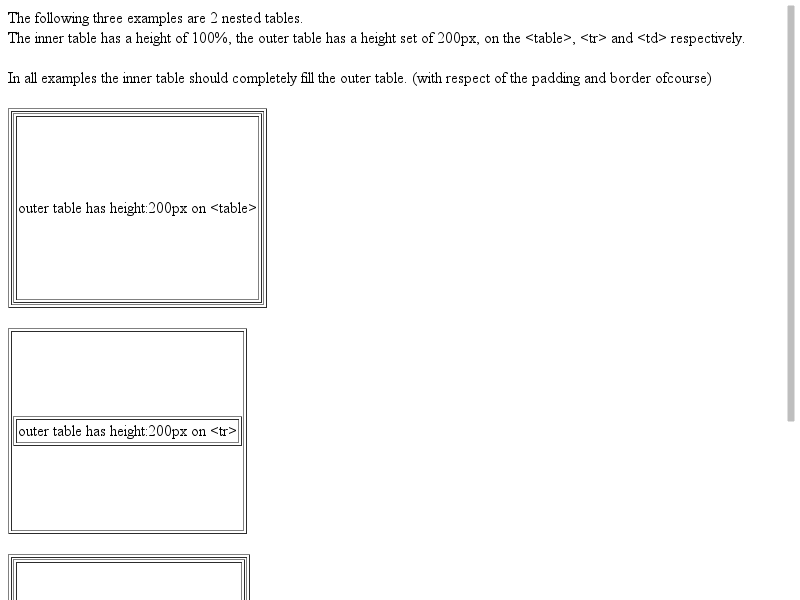 The following three examples are 2 nested tables.
The inner table has a height of 100%, the outer table has a height set of 200px, on the <table>, <tr> and <td> respectively.
In all examples the inner table should completely fill the outer table. (with respect of the padding and border ofcourse)
outer table has height:200px on <table>
outer table has height:200px on <tr>